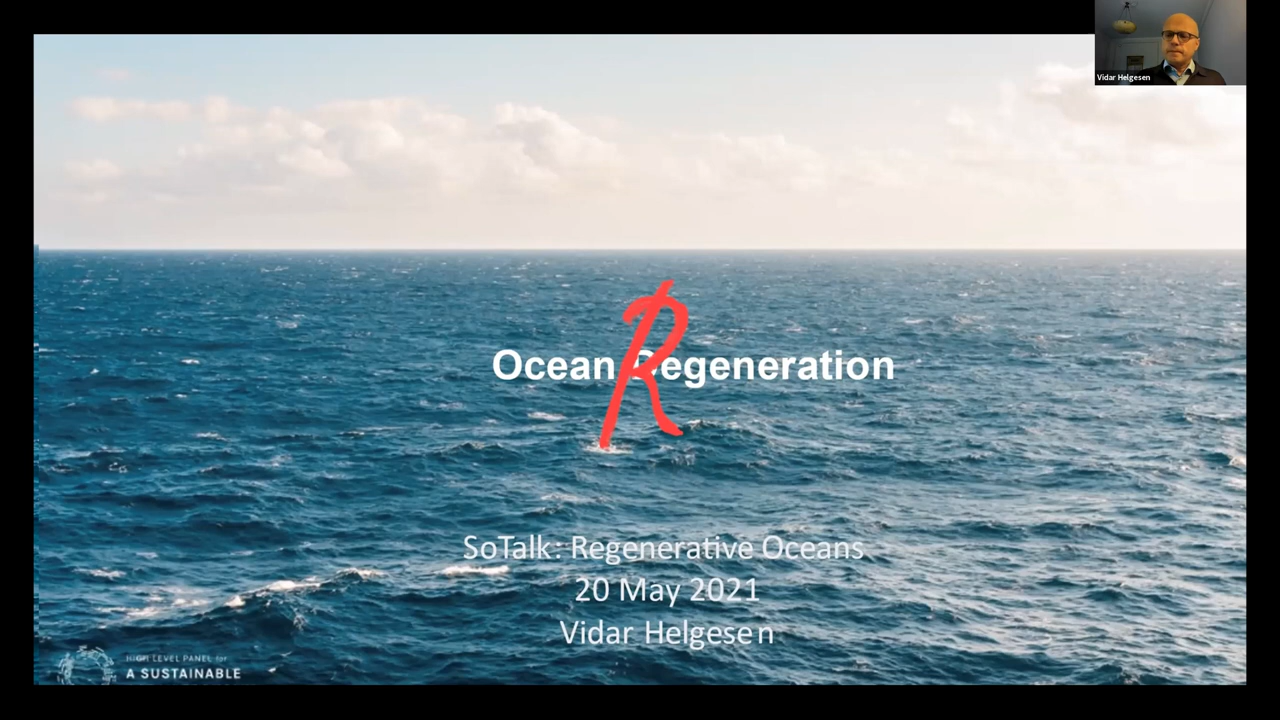 Vidar Helgesen
Ocean Regeneration
SoTalk: Regenerative Oceans
20 May 2021
Vidar Helgesen
HIGH LEVEL PANEL for
A SUSTAINABLE